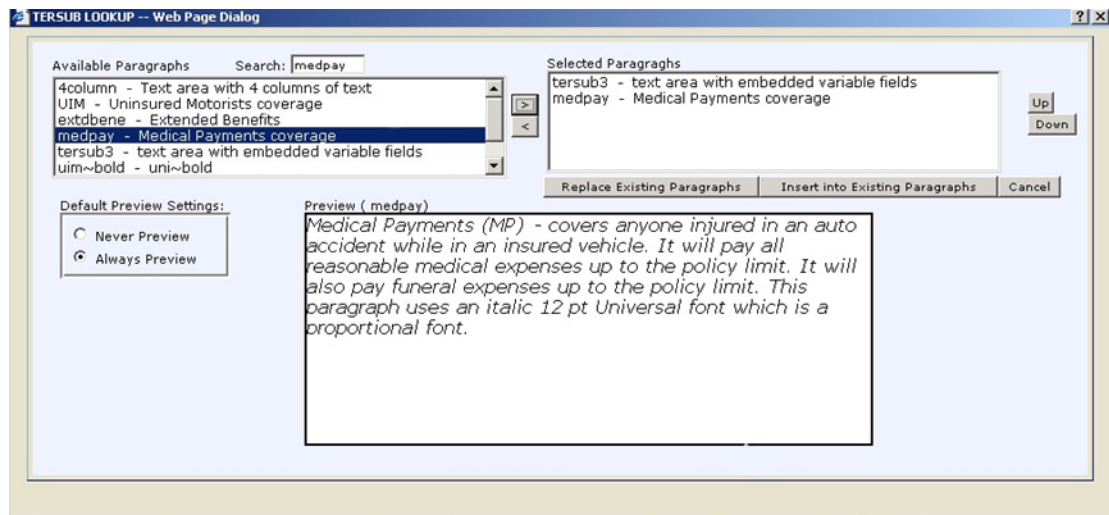 TERSUB LOOKUP -- Web Page Dialog
Available Paragraphs
Search: medpay
4column - Text area with 4 columns of text
UIM - Uninsured Motorists coverage
extdbene - Extended Benefits
medpay - Medical Payments coverage
tersub3 - text area with embedded variable fields
uim~bold - uni~bold
>
<
Selected Paragraghs
tersub3 - text area with embedded variable fields
medpay - Medical Payments coverage
Up
Down
Replace Existing Paragraphs
Insert into Existing Paragraphs
Cancel
Default Preview Settings:
Never Preview
Always Preview
Preview ( medpay)
Medical Payments (MP) - covers anyone injured in an auto
accident while in an insured vehicle. It will pay all
reasonable medical expenses up to the policy limit. It will
also pay funeral expenses up to the policy limit. This
paragraph uses an italic 12 pt Universal font which is a
proportional font.